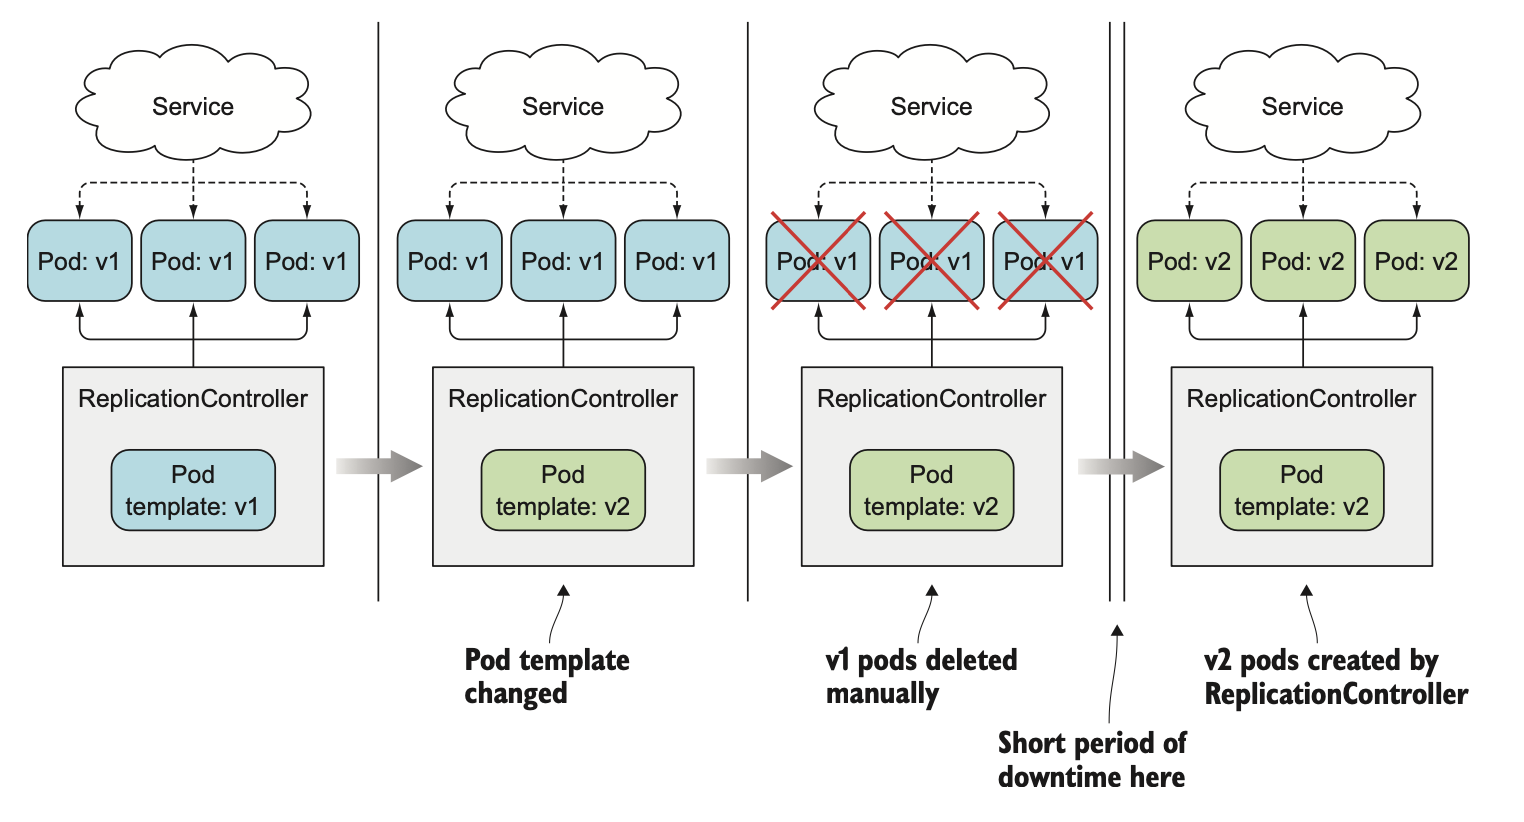 Service
Service
Service
Service
Pod: v1
Pod: v1
Pod: v1
Pod: v1
Pod: v1
Pod: v1
Pod: v1
Pod: v1
Pod: v1
Pod: v2
Pod: v2
Pod: v2
ReplicationController
ReplicationController
ReplicationController
ReplicationController
Pod
template: v1
Pod
template: v2
Pod
template: v2
Pod
template: v2
Pod template
changed
v1 pods deleted
manually
Short period of
downtime here
v2 pods created by
ReplicationController